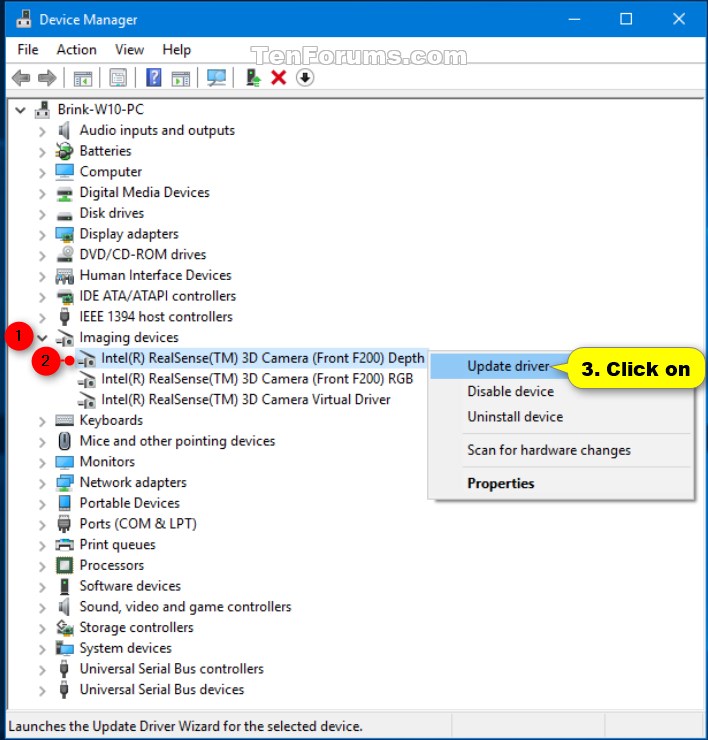 Device Manager
File Action View Help
TenForums.com
Brink-W10-PC
Audio inputs and outputs
Batteries
Computer
Digital Media Devices
Disk drives
Display adapters
DVD/CD-ROM drives
Human Interface Devices
IDE ATA/ATAPI controllers
IEEE 1394 host controllers
1
Imaging devices
2
Intel(R) RealSense(TM) 3D Camera (Front F200) Depth
Intel(R) RealSense(TM) 3D Camera (Front F200) RGB
Intel(R) RealSense(TM) 3D Camera Virtual Driver
Update driver
3. Click on
Disable device
Uninstall device
Scan for hardware changes
Properties
Keyboards
Mice and other pointing devices
Monitors
Network adapters
Portable Devices
Ports (COM & LPT)
Print queues
Processors
Software devices
Sound, video and game controllers
Storage controllers
System devices
Universal Serial Bus controllers
Universal Serial Bus devices
Launches the Update Driver Wizard for the selected device.